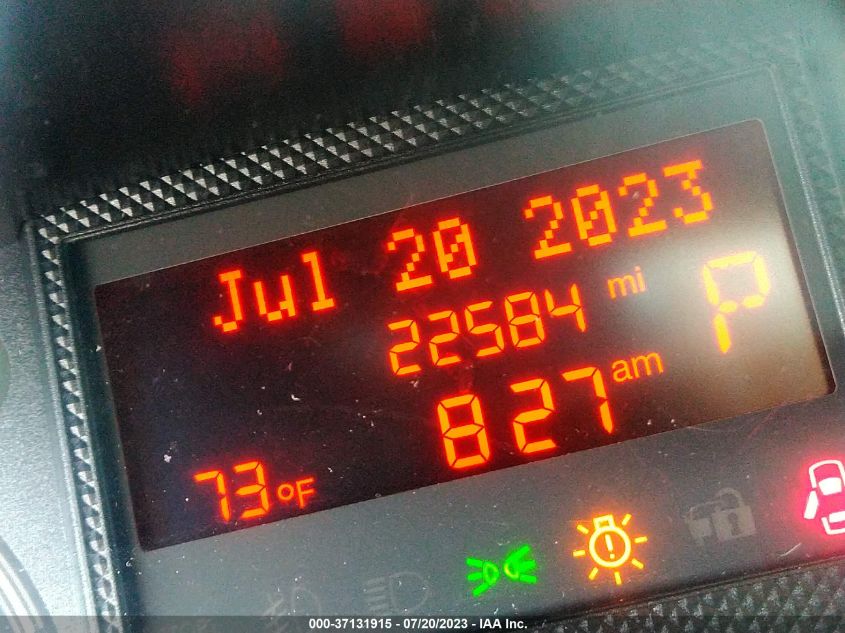 Jul 20 2023
22584 mi
P
827 am
73°F
000-37131915 - 07/20/2023 - IAA Inc.